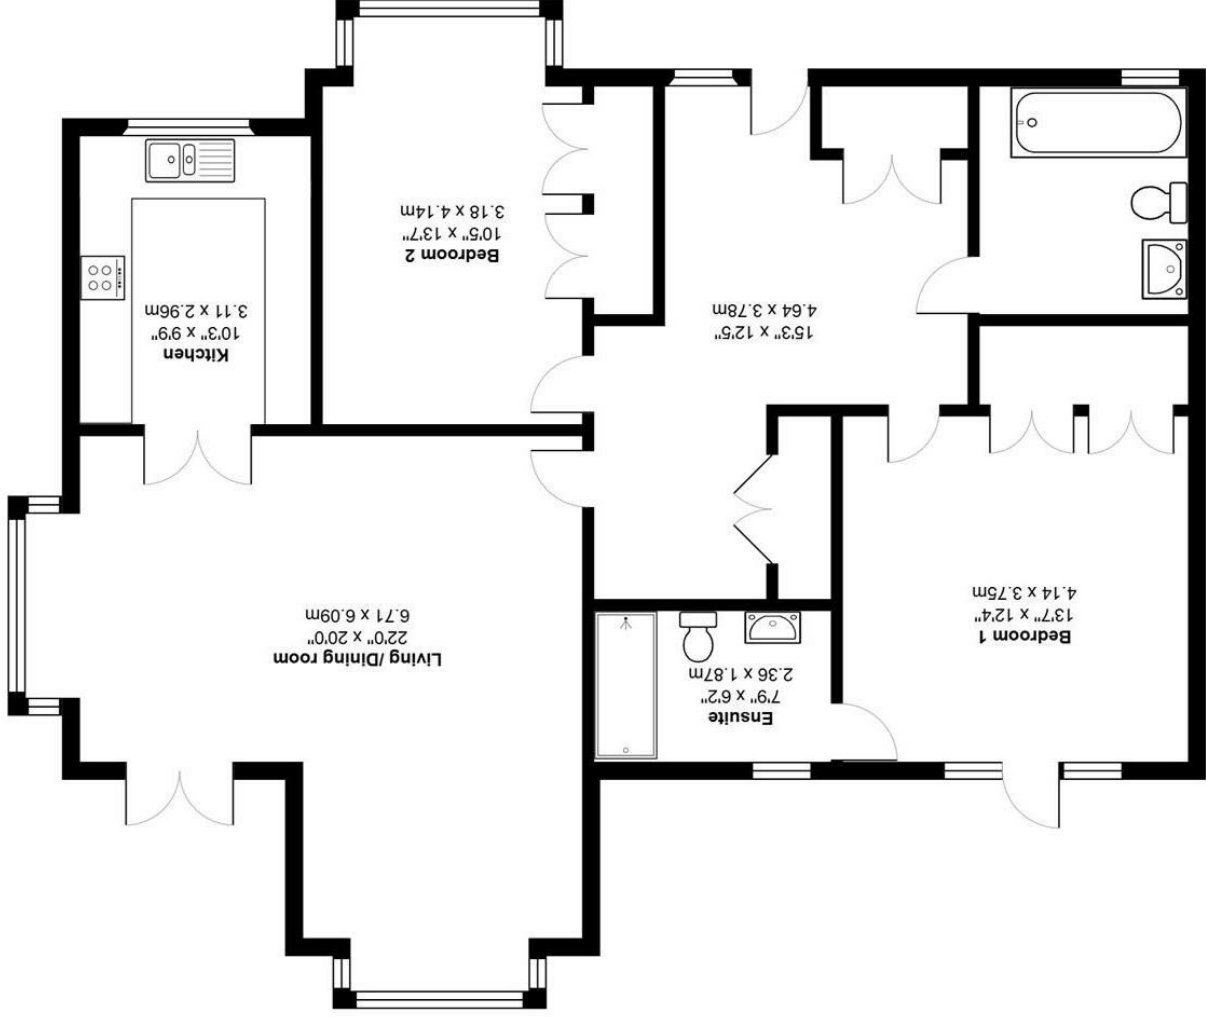 Living /Dining room
22'0" x 20'0"
6.71 x 6.09m
Ensuite
7'9" x 6'2"
2.36 x 1.87m
Bedroom 1
13'7" x 12'4"
4.14 x 3.75m
Kitchen
10'3" x 9'9"
3.11 x 2.96m
15'3" x 12'5"
4.64 x 3.78m
Bedroom 2
10'5" x 13'7"
3.18 x 4.14m